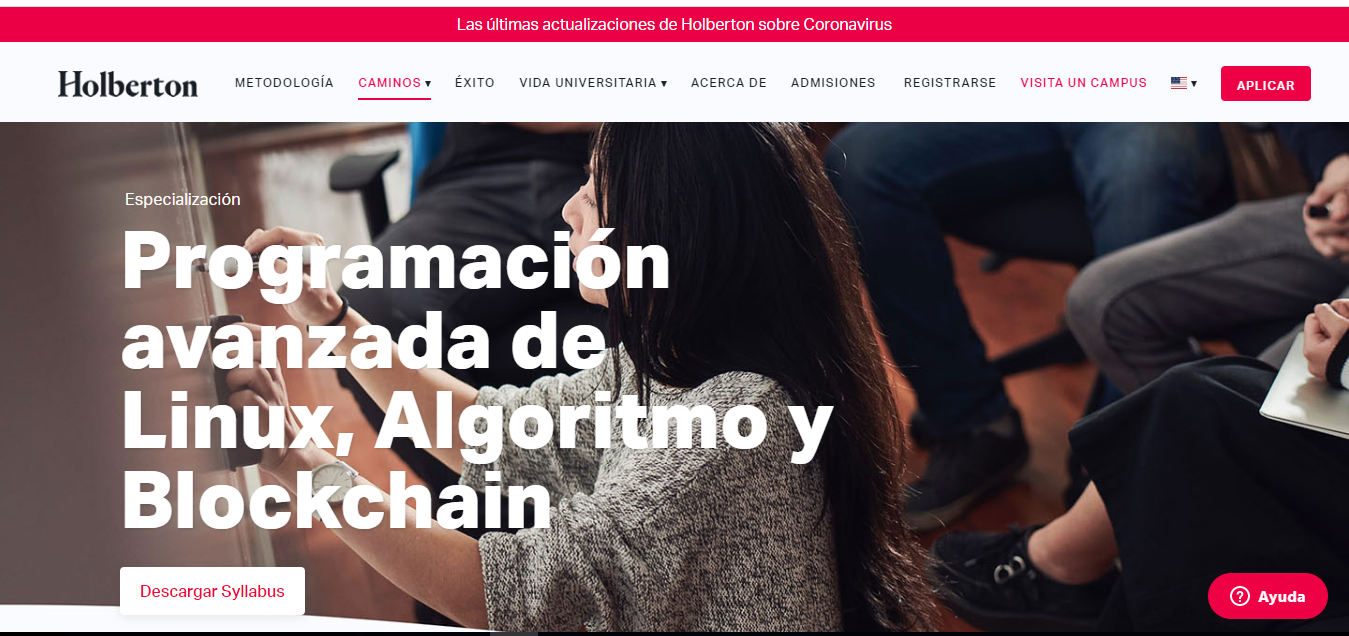 Las últimas actualizaciones de Holberton sobre Coronavirus
Holberton METODOLOGÍA CAMINOS ▾ ÉXITO VIDA UNIVERSITARIA ▾ ACERCA DE ADMISIONES REGISTRARSE VISITA UN CAMPUS ▾ APLICAR
Especialización
Programación
avanzada de
Linux, Algoritmo y
Blockchain
Descargar Syllabus
? Ayuda